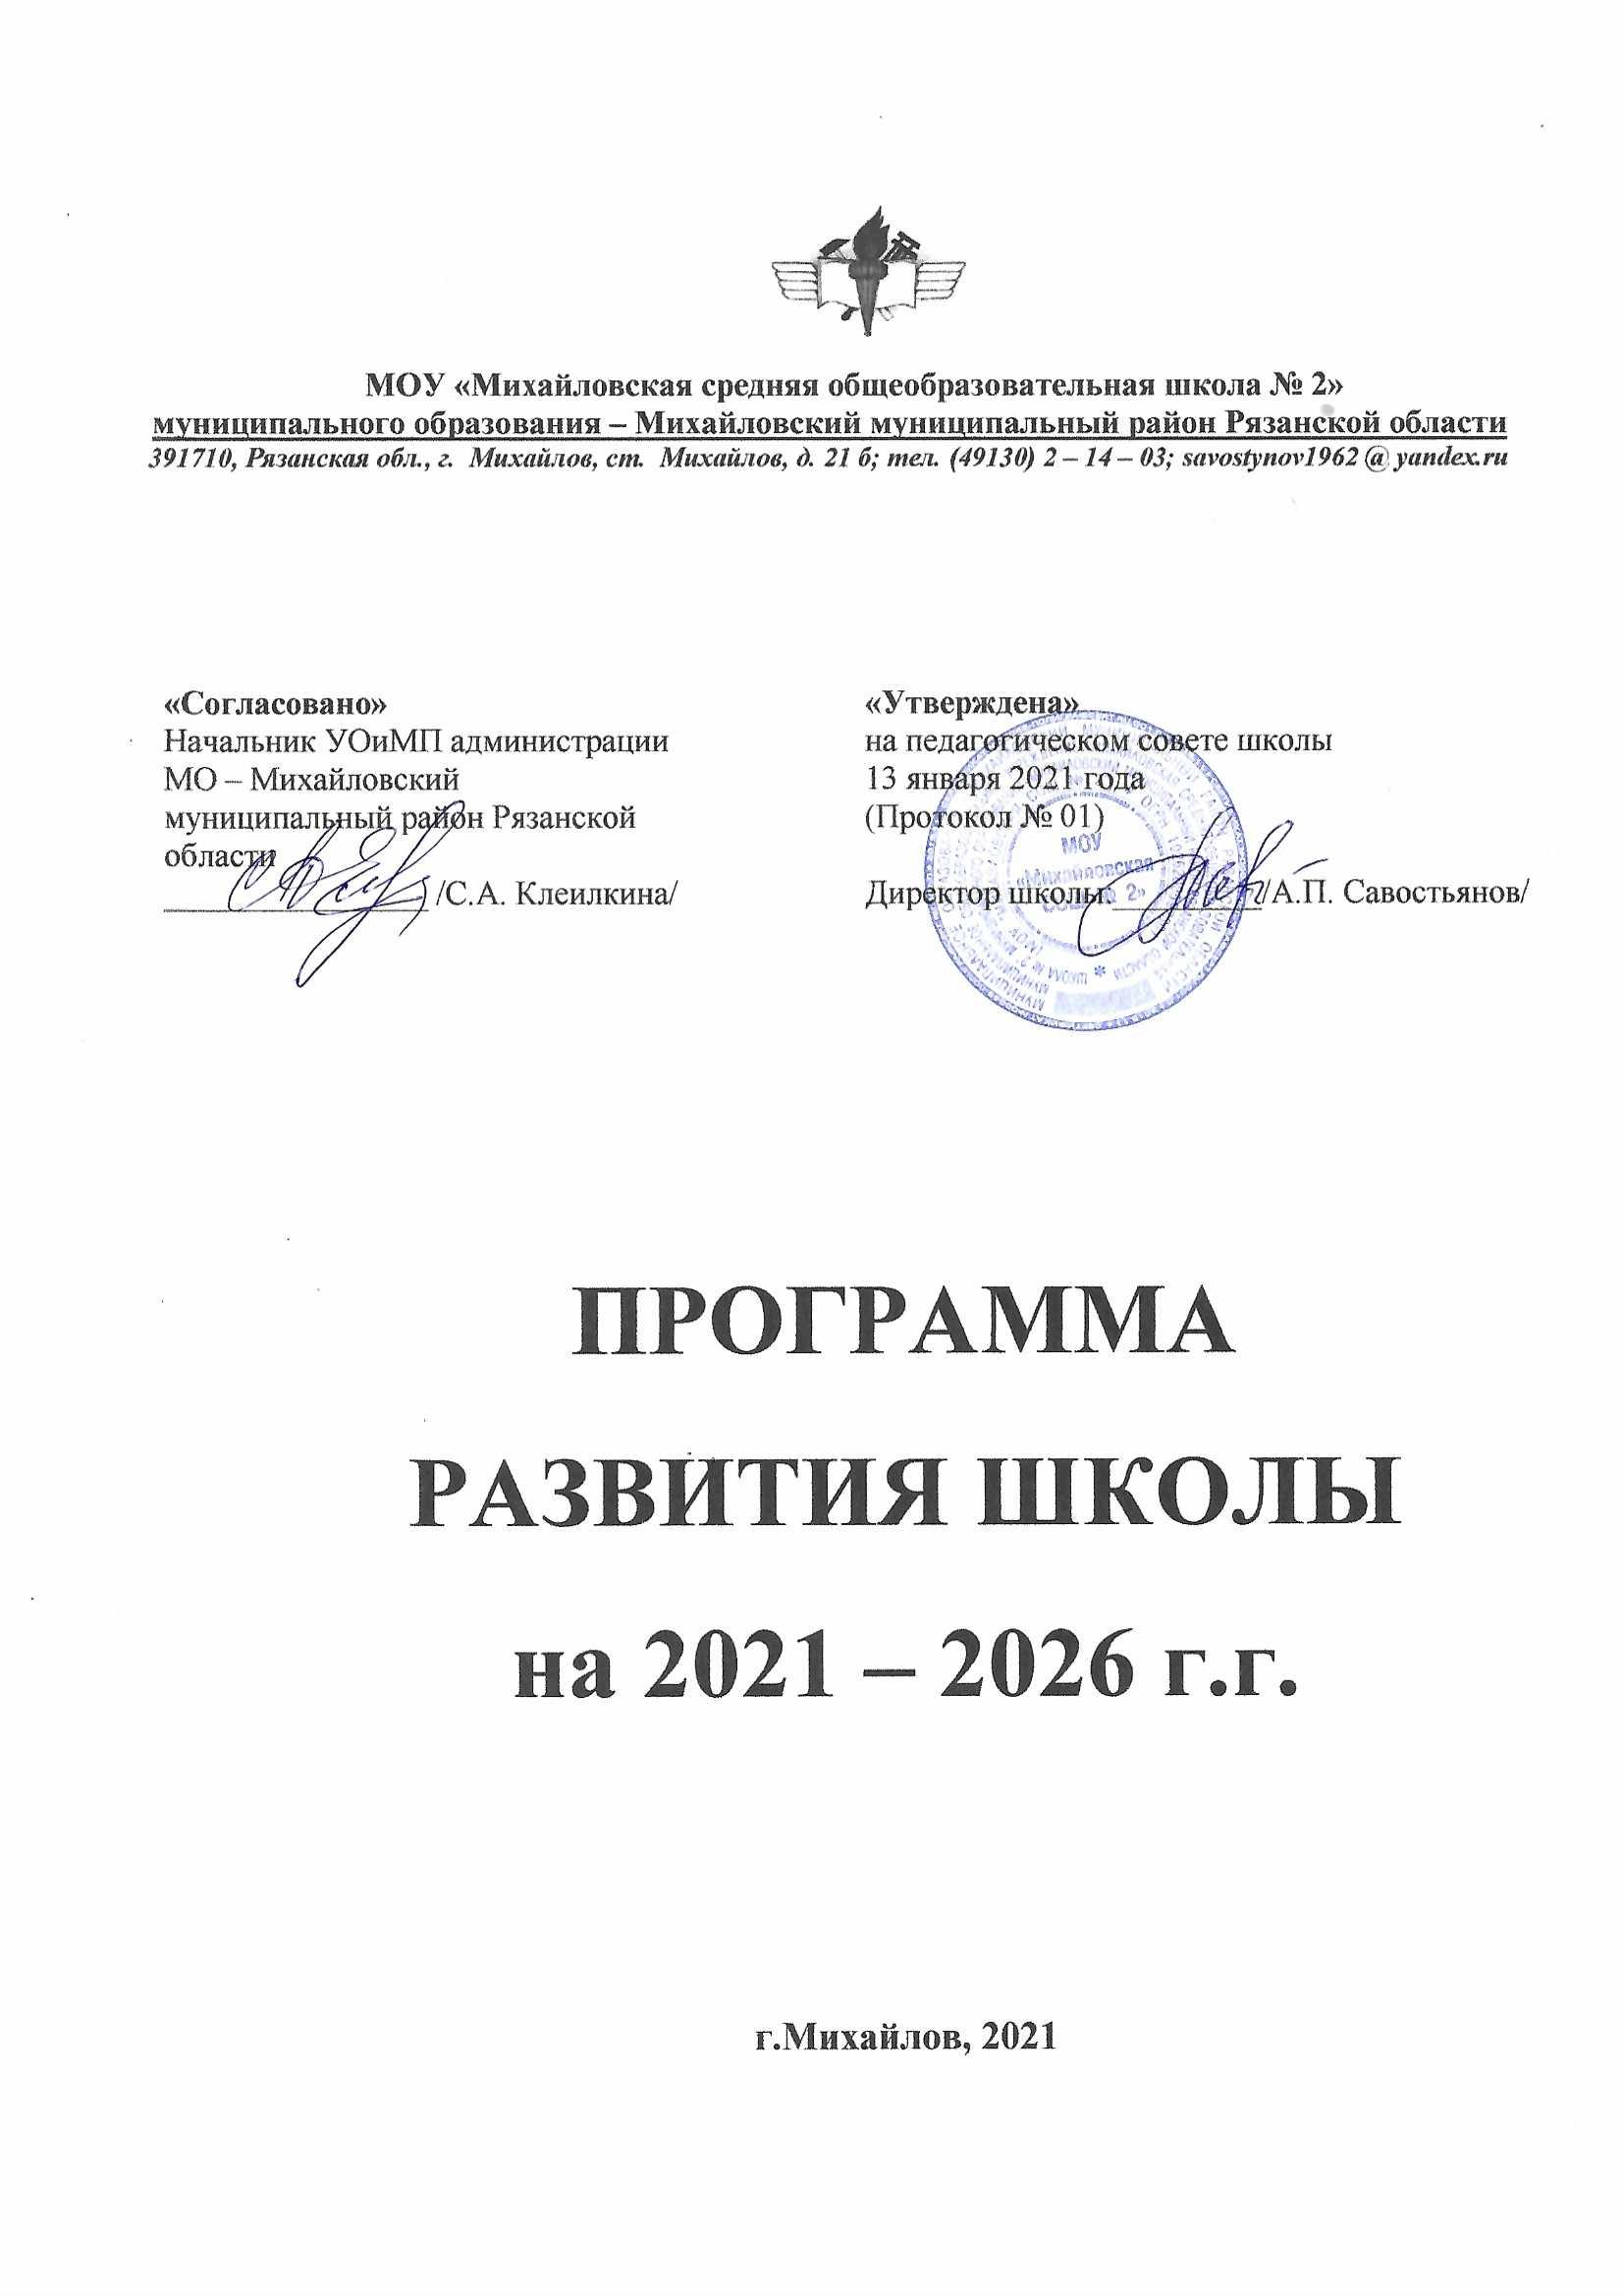 МОУ «Михайловская средняя общеобразовательная школа № 2»
муниципального образования – Михайловский муниципальный район Рязанской области
391710, Рязанская обл., г. Михайлов, ст. Михайлов, д. 21 б; тел. (49130) 2 – 14 – 03; savostynov1962 @ yandex.ru
«Согласовано»
Начальник УОиМП администрации
МО – Михайловский
муниципальный район Рязанской
области
/С.А. Клеилкина/
«Утверждена»
на педагогическом совете школы
13 января 2021 года
(Протокол № 01)
Директор школы: /А.П. Савостьянов/
МОУ
«Михайловская
2»
ПРОГРАММА
РАЗВИТИЯ ШКОЛЫ
на 2021 – 2026 г.г.
г.Михайлов, 2021